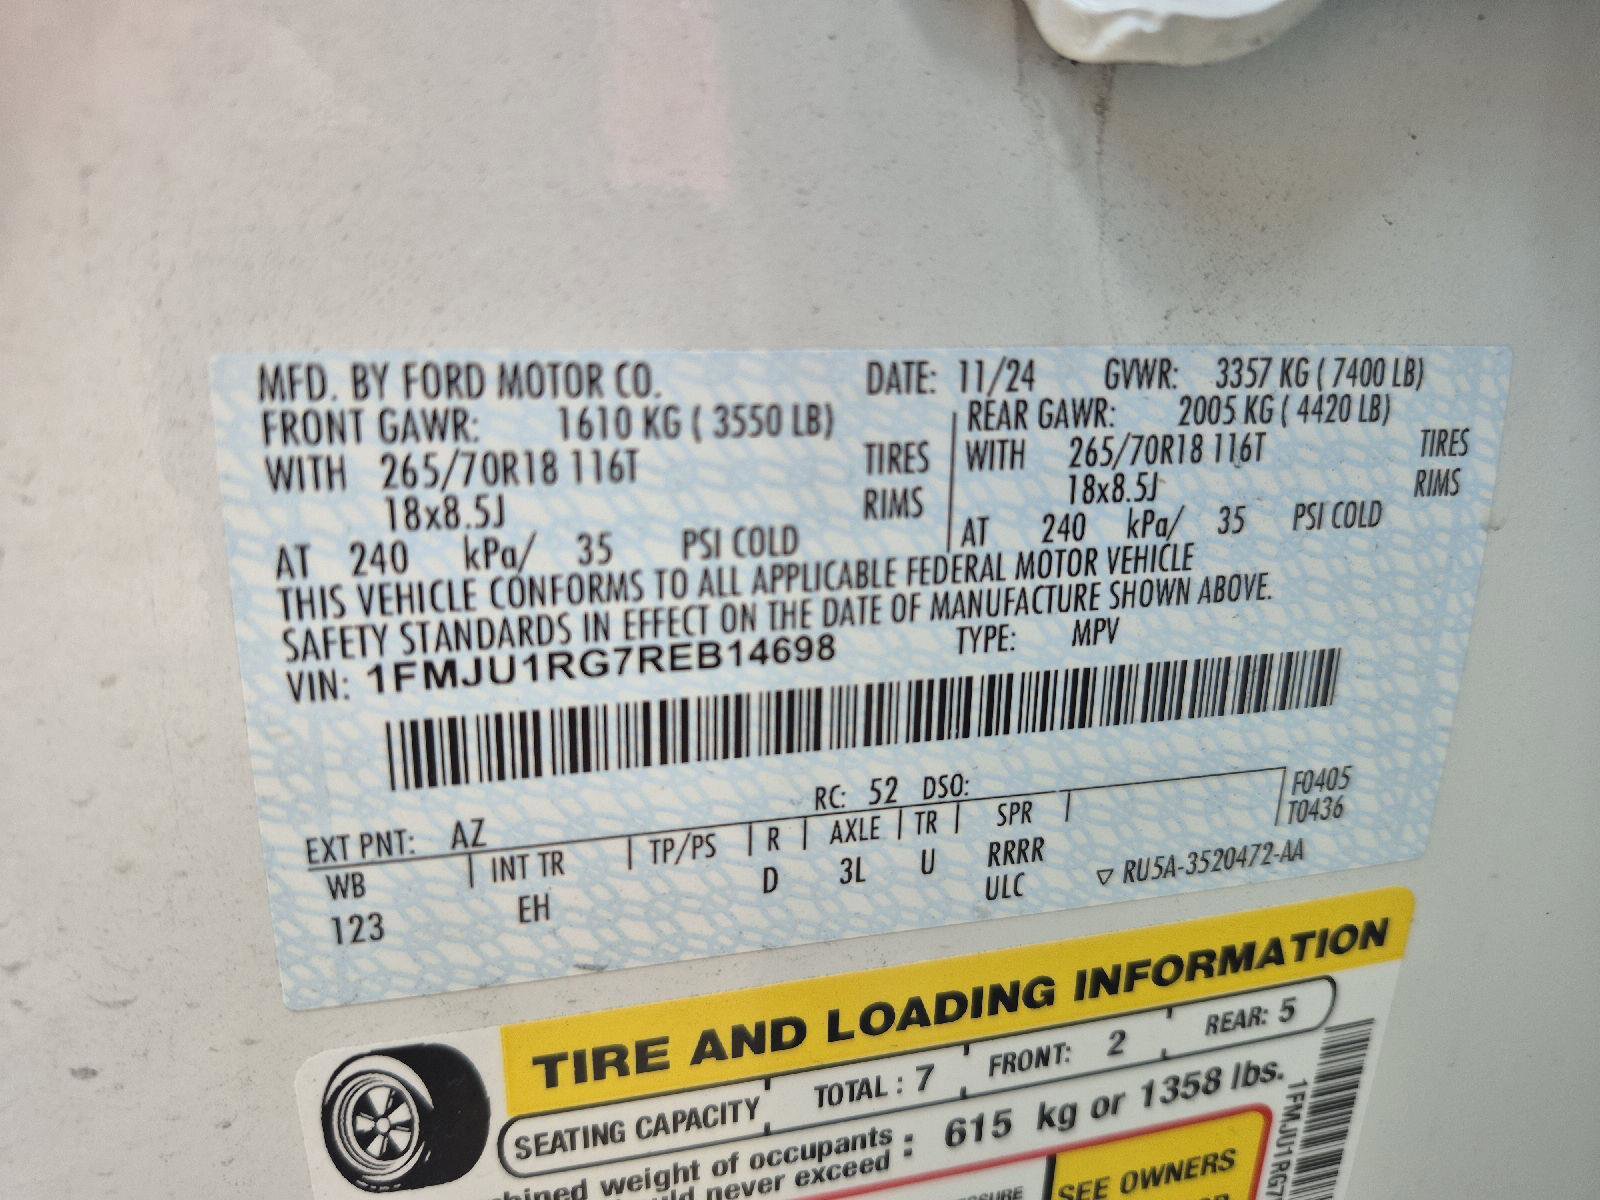 MFD. BY FORD MOTOR CO. DATE: 11/24 GVWR: 3357 KG ( 7400 LB)
FRONT GAWR: 1610 KG ( 3550 LB) REAR GAWR: 2005 KG ( 4420 LB)
WITH 265/70R18 116T TIRES WITH 265/70R18 116T TIRES
18x8.5J RIMS 18x8.5J RIMS
AT 240 kPa/ 35 PSI COLD AT 240 kPa/ 35 PSI COLD
THIS VEHICLE CONFORMS TO ALL APPLICABLE FEDERAL MOTOR VEHICLE
SAFETY STANDARDS IN EFFECT ON THE DATE OF MANUFACTURE SHOWN ABOVE.
VIN: 1FMJU1RG7REB14698 TYPE: MPV
RC: 52 DSO: F0405
EXT PNT: AZ T0436
WB INT TR TP/PS R AXLE TR SPR
123 EH D 3L U RRRR
ULC ▽ RU5A-3520472-AA
TIRE AND LOADING INFORMATION
SEATING CAPACITY TOTAL : 7 FRONT: 2 REAR: 5
bined weight of occupants : 615 kg or 1358 lbs.
uld never exceed :
SEE OWNERS
1FMJU1RG7